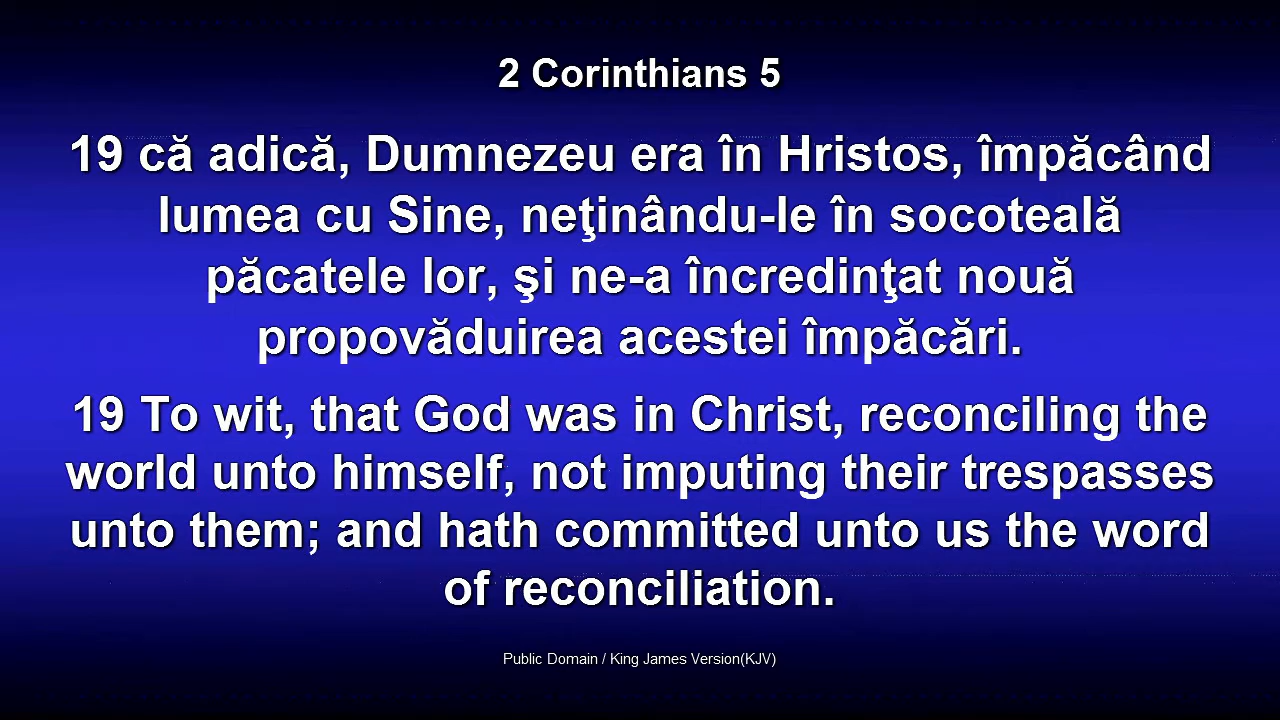 2 Corinthians 5
19 că adică, Dumnezeu era în Hristos, împăcând
lumea cu Sine, neţinându-le în socoteală
păcatele lor, şi ne-a încredinţat nouă
propovăduirea acestei împăcări.
19 To wit, that God was in Christ, reconciling the
world unto himself, not imputing their trespasses
unto them; and hath committed unto us the word
of reconciliation.
Public Domain / King James Version(KJV)